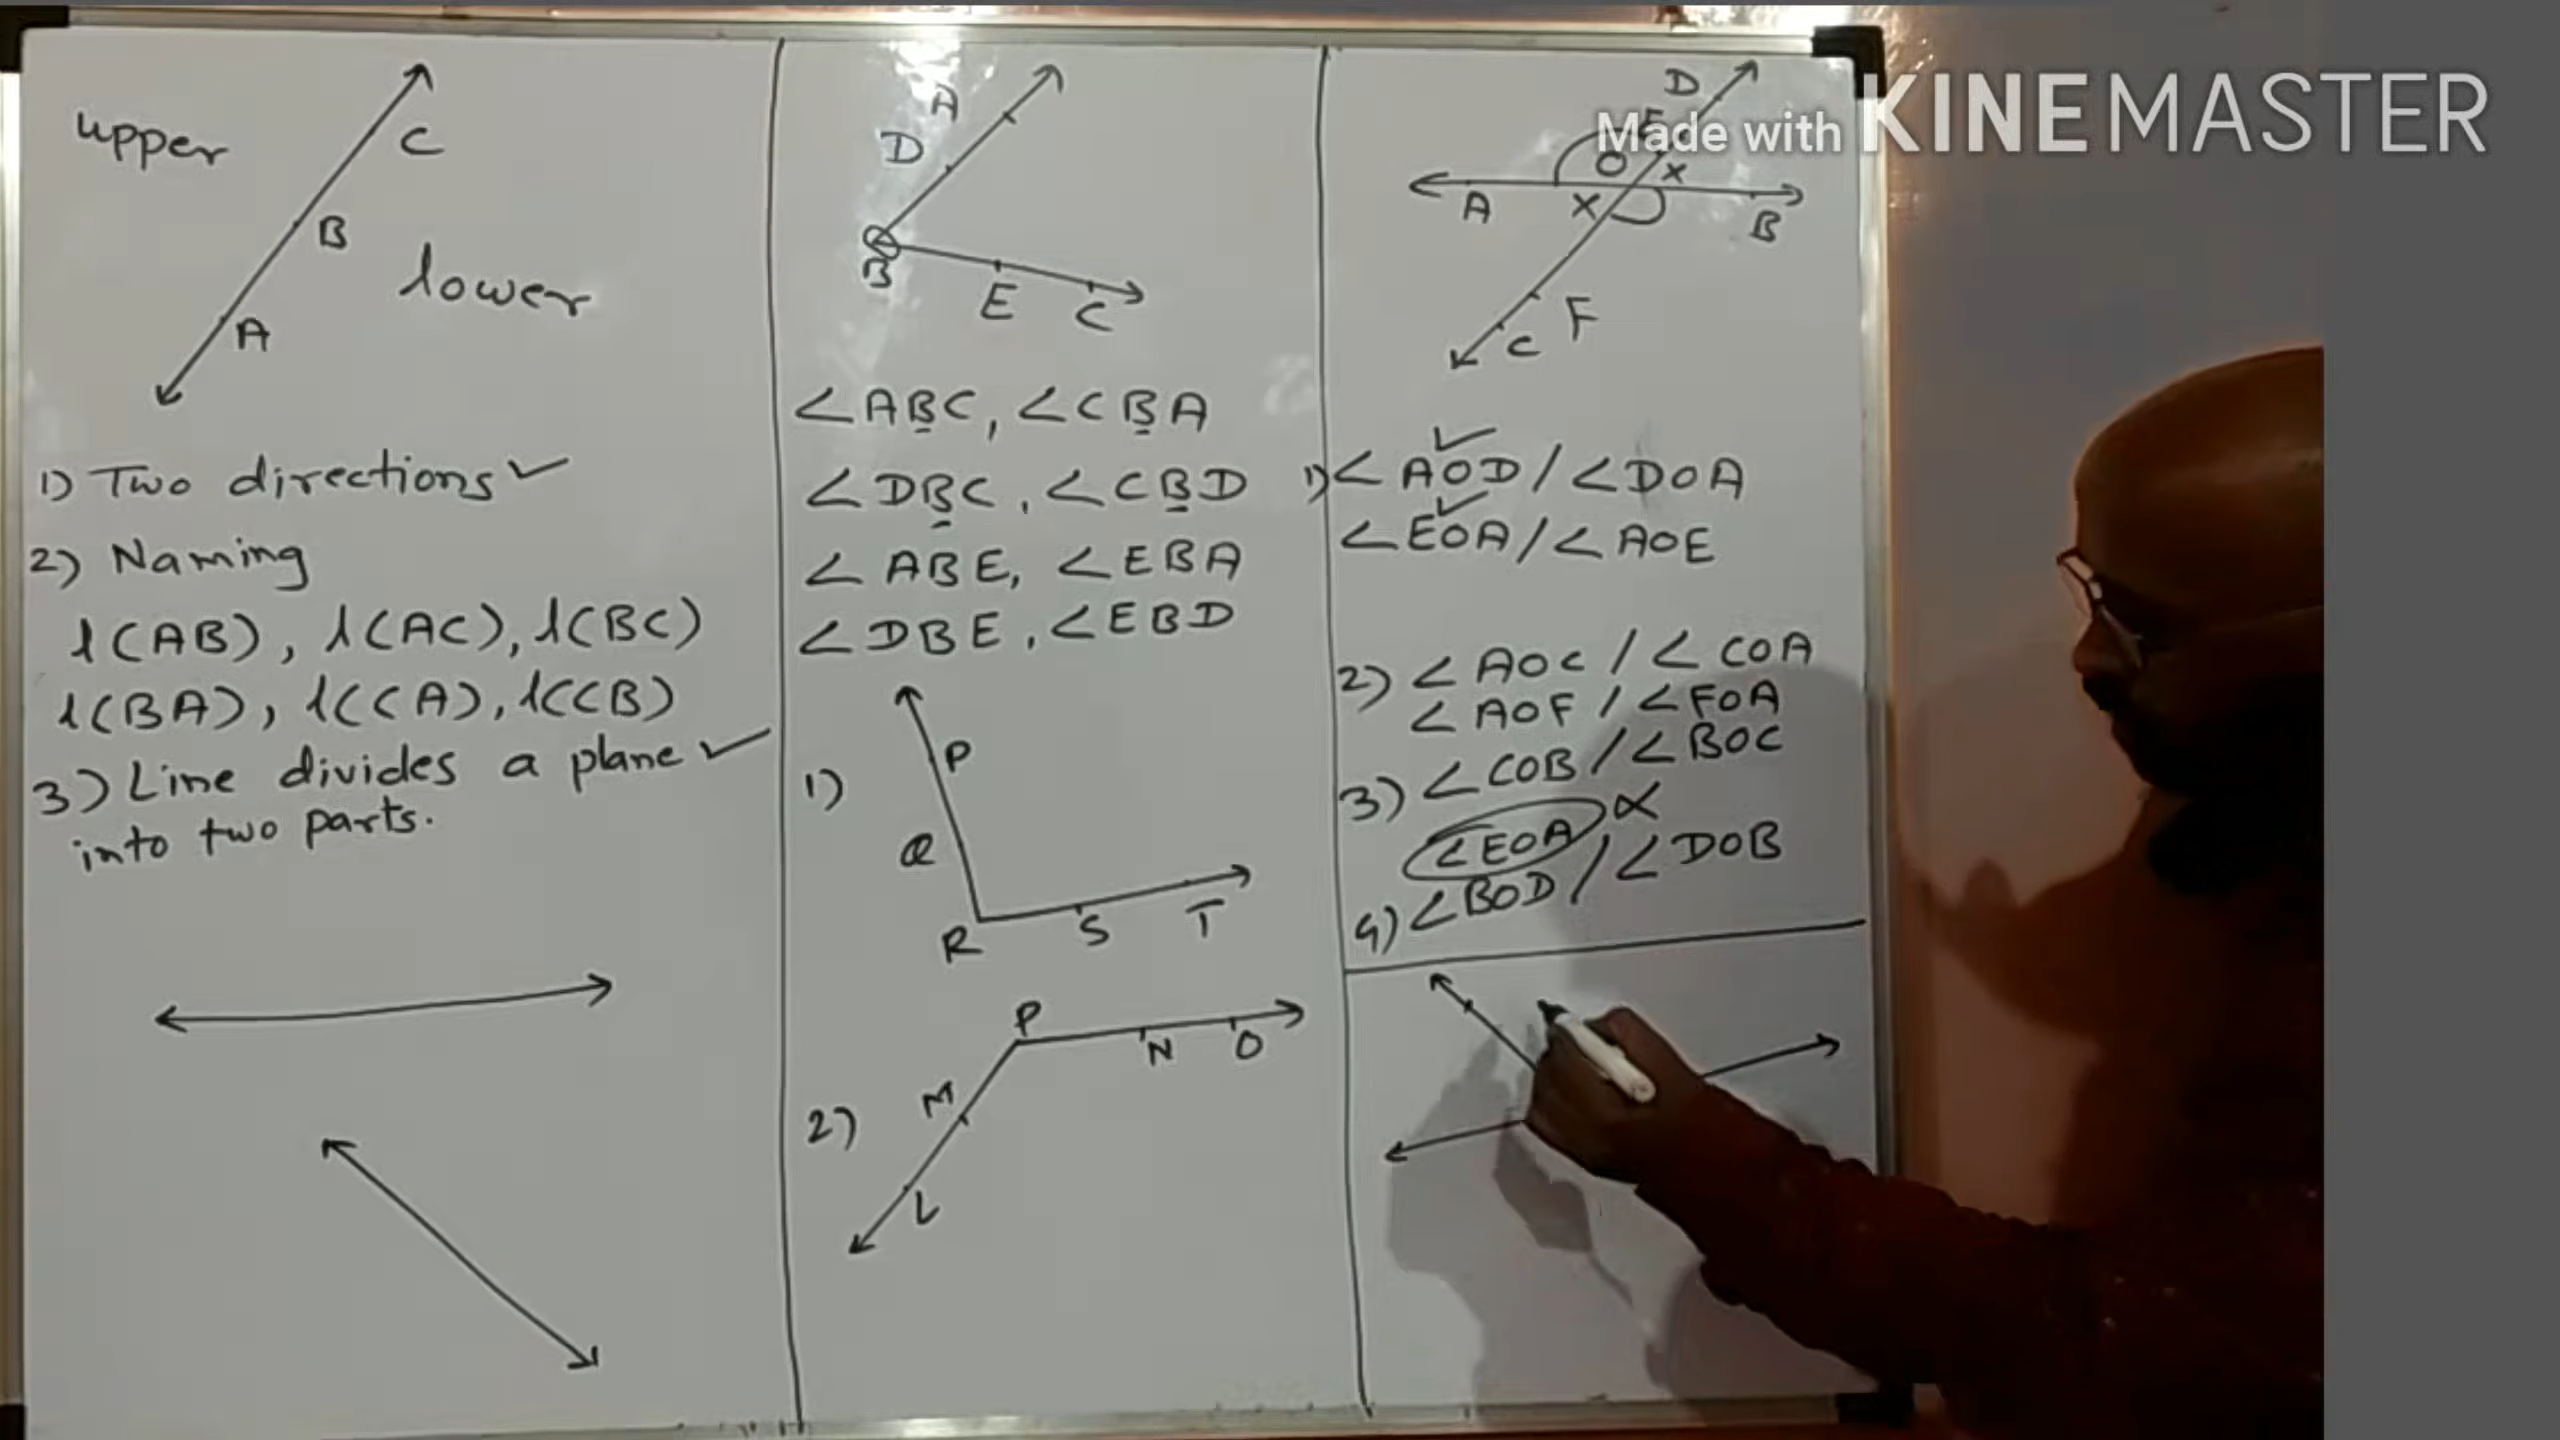 upper
C
B
lower
A
1) Two directions ✓
2) Naming
l(AB), l(AC), l(BC)
l(BA), l(CA), l(CB)
3) Line divides a plane ✓
into two parts.
A
D
B
E
C
∠ABC, ∠CBA
∠DBC, ∠CBD
∠ABE, ∠EBA
∠DBE, ∠EBD
1)
P
Q
R
S
T
2)
P
N
O
M
L
D
E
O
x
A
x
B
F
C
1) ∠AOD / ∠DOA
∠EOA / ∠AOE
2) ∠AOC / ∠COA
∠AOF / ∠FOA
3) ∠COB / ∠BOC
∠EOA
4) ∠BOD / ∠DOB
Made with KINEMASTER